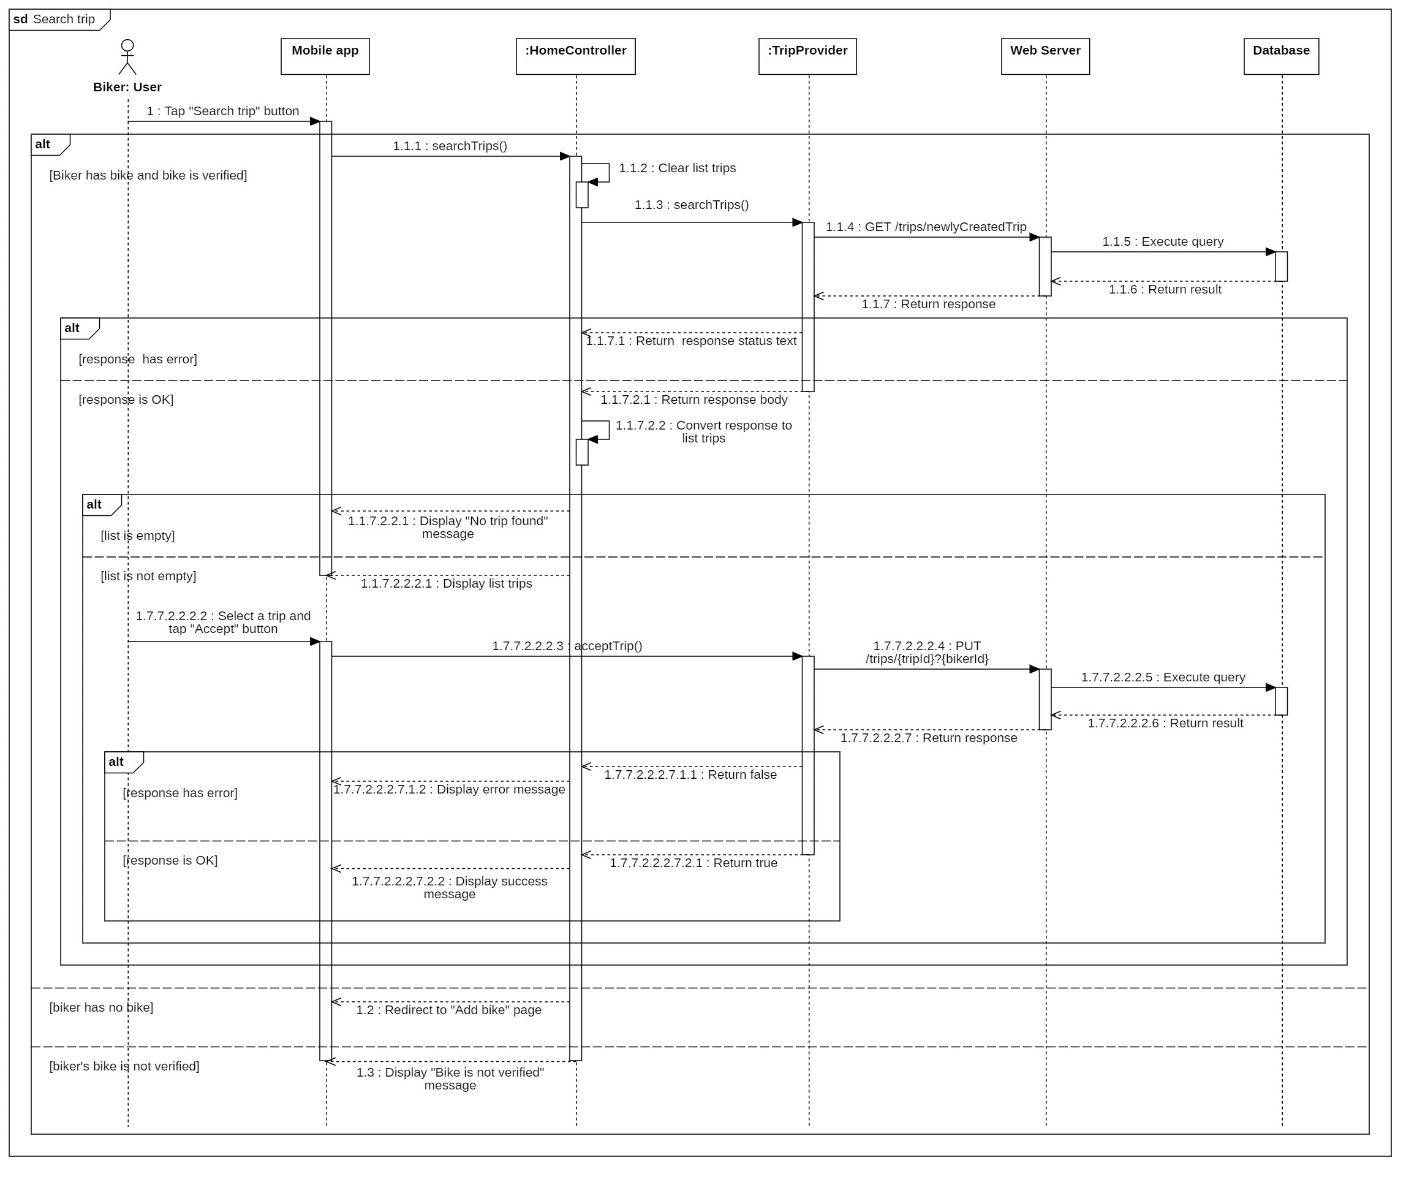 sd Search trip
Mobile app
:HomeController
:TripProvider
Web Server
Database
Biker: User
1 : Tap "Search trip" button
alt
1.1.1 : searchTrips()
[Biker has bike and bike is verified]
1.1.2 : Clear list trips
1.1.3 : searchTrips()
1.1.4 : GET /trips/newlyCreatedTrip
1.1.5 : Execute query
1.1.6 : Return result
1.1.7 : Return response
alt
1.1.7.1 : Return  response status text
[response  has error]
[response is OK]
1.1.7.2.1 : Return response body
1.1.7.2.2 : Convert response to
list trips
alt
1.1.7.2.2.1 : Display "No trip found"
message
[list is empty]
[list is not empty]
1.1.7.2.2.2.1 : Display list trips
1.7.7.2.2.2.2 : Select a trip and
tap "Accept" button
1.7.7.2.2.2.3 : acceptTrip()
1.7.7.2.2.2.4 : PUT
/trips/{tripId}?{bikerId}
1.7.7.2.2.2.5 : Execute query
1.7.7.2.2.2.6 : Return result
1.7.7.2.2.2.7 : Return response
alt
1.7.7.2.2.2.7.1.1 : Return false
1.7.7.2.2.2.7.1.2 : Display error message
[response has error]
[response is OK]
1.7.7.2.2.2.7.2.1 : Return true
1.7.7.2.2.2.7.2.2 : Display success
message
[biker has no bike]
1.2 : Redirect to "Add bike" page
[biker's bike is not verified]
1.3 : Display "Bike is not verified"
message